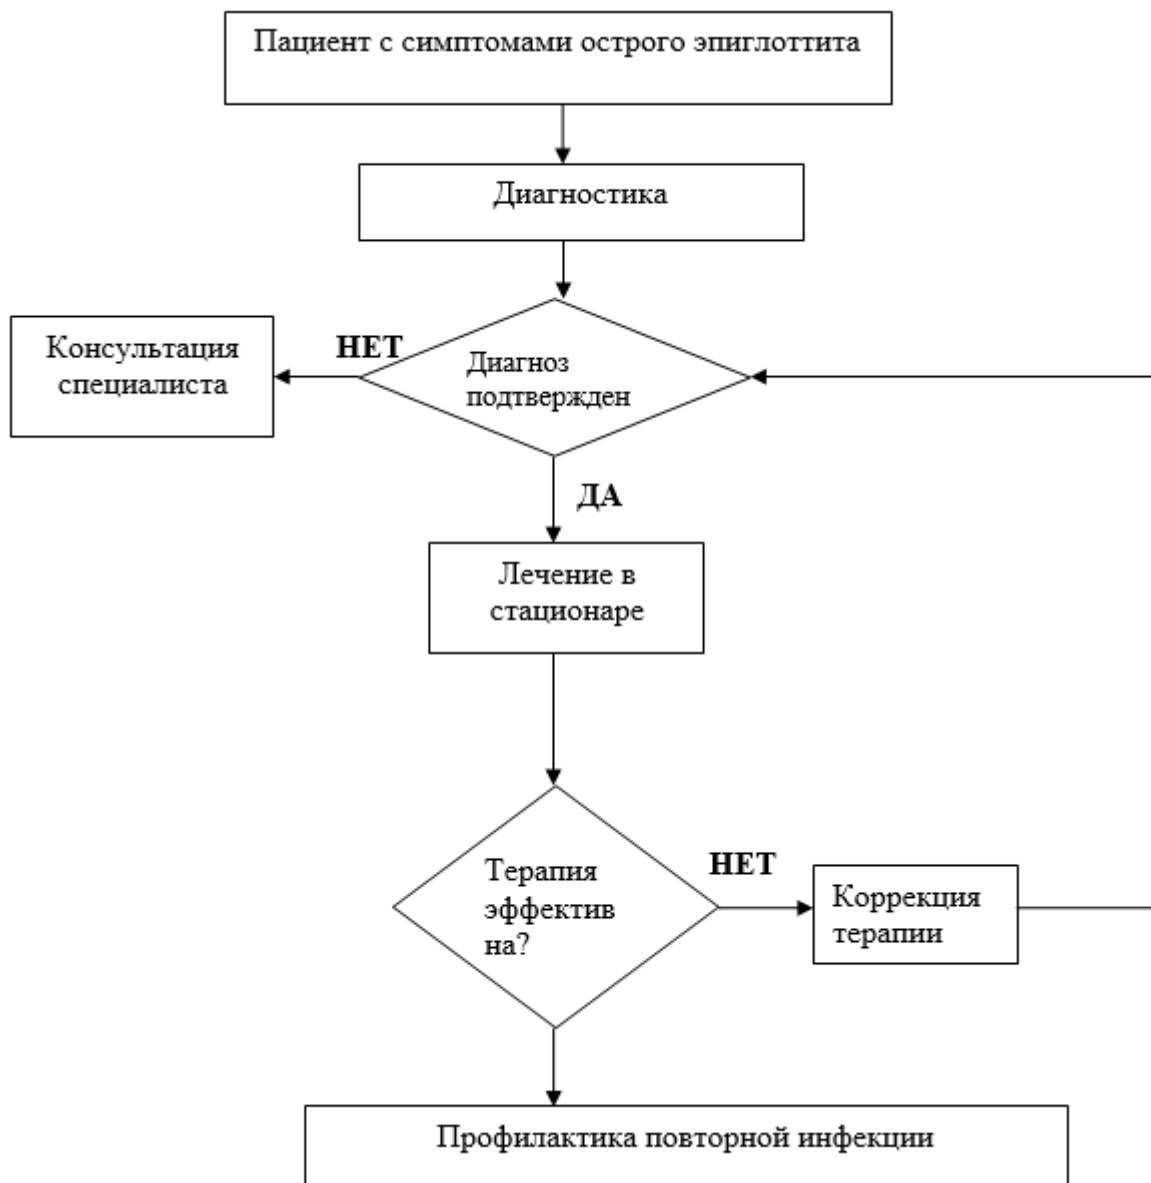 Пациент с симптомами острого эпиглоттита
Диагностика
Консультация
специалиста
НЕТ
Диагноз
подтвержден
ДА
Лечение в
стационаре
Терапия
эффектив
на?
НЕТ
Коррекция
терапии
Профилактика повторной инфекции